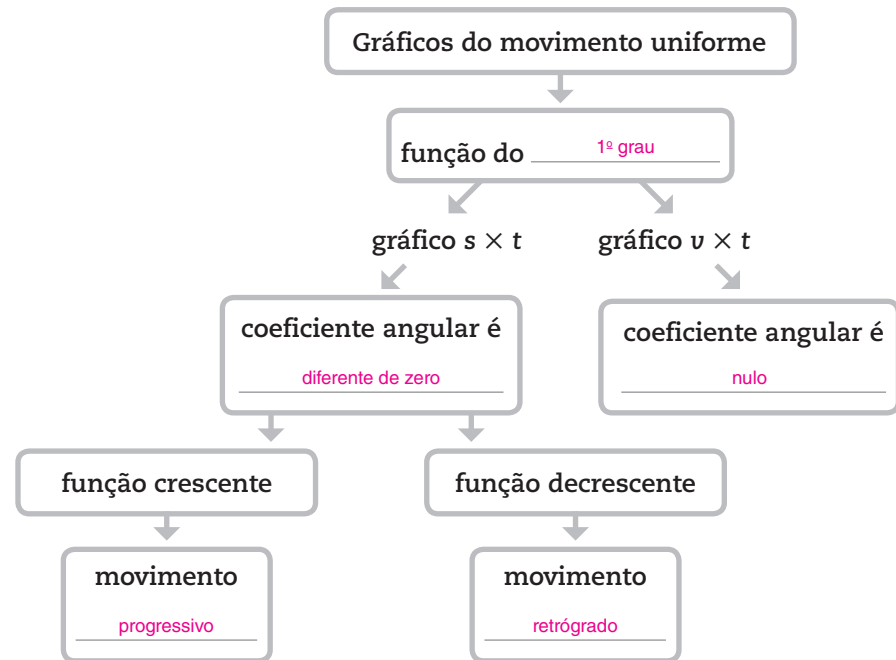 Gráficos do movimento uniforme
função do 1º grau
gráfico s × t
gráfico v × t
coeficiente angular é
diferente de zero
coeficiente angular é
nulo
função crescente
função decrescente
movimento
progressivo
movimento
retrógrado